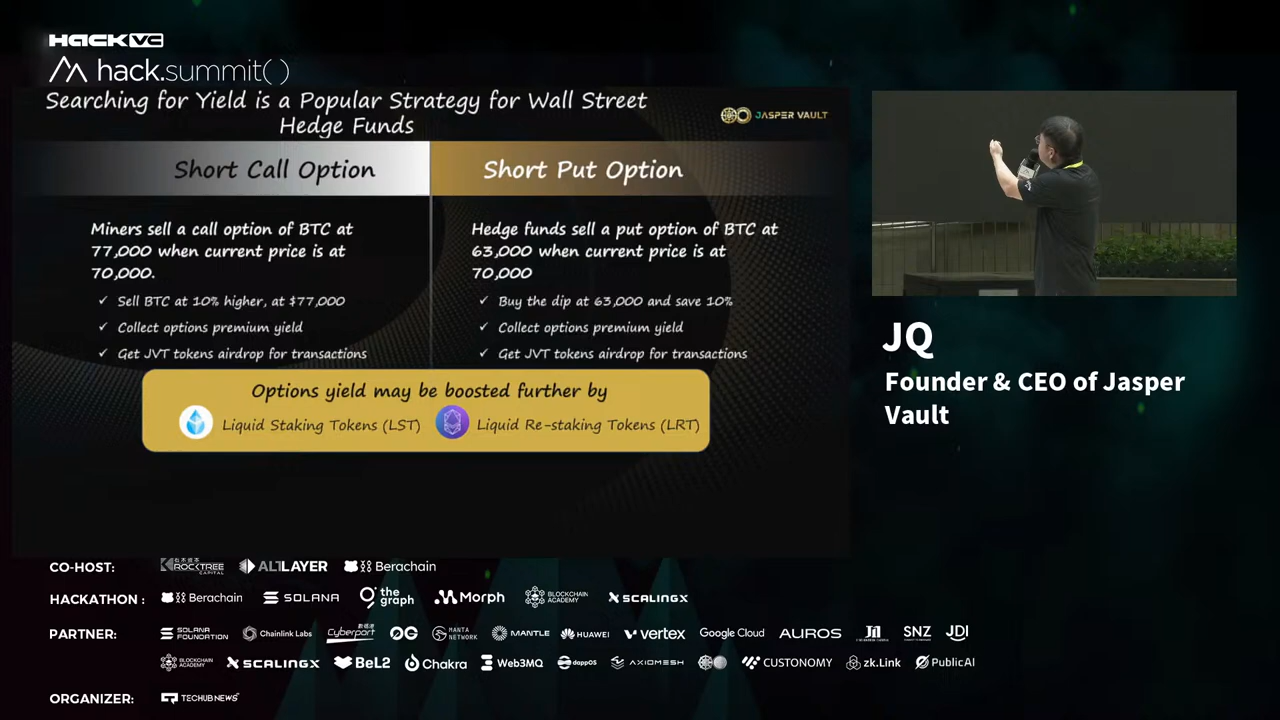 HACK VC
hack.summit()
Searching for Yield is a Popular Strategy for Wall Street
Hedge Funds
JASPER VAULT
Short Call Option
Short Put Option
Miners sell a call option of BTC at
77,000 when current price is at
70,000.
✓ Sell BTC at 10% higher, at $77,000
✓ Collect options premium yield
✓ Get JVT tokens airdrop for transactions
Hedge funds sell a put option of BTC at
63,000 when current price is at
70,000
✓ Buy the dip at 63,000 and save 10%
✓ Collect options premium yield
✓ Get JVT tokens airdrop for transactions
Options yield may be boosted further by
Liquid Staking Tokens (LST) Liquid Re-staking Tokens (LRT)
JQ
Founder & CEO of Jasper
Vault
CO-HOST: ROCKTREE CAPITAL ALTLAYER Berachain
HACKATHON : Berachain SOLANA the graph Morph BLOCKCHAIN ACADEMY SCALINGX
PARTNER: SOLANA FOUNDATION Chainlink Labs Cyberport 數碼港 0G MANTA NETWORK MANTLE HUAWEI vertex Google Cloud AUROS SNZ JDI
BLOCKCHAIN ACADEMY SCALINGX BeL2 Chakra Web3MQ dappOS AXIOMESH CUSTONOMY zk.Link PublicAI
ORGANIZER: TECHUB NEWS